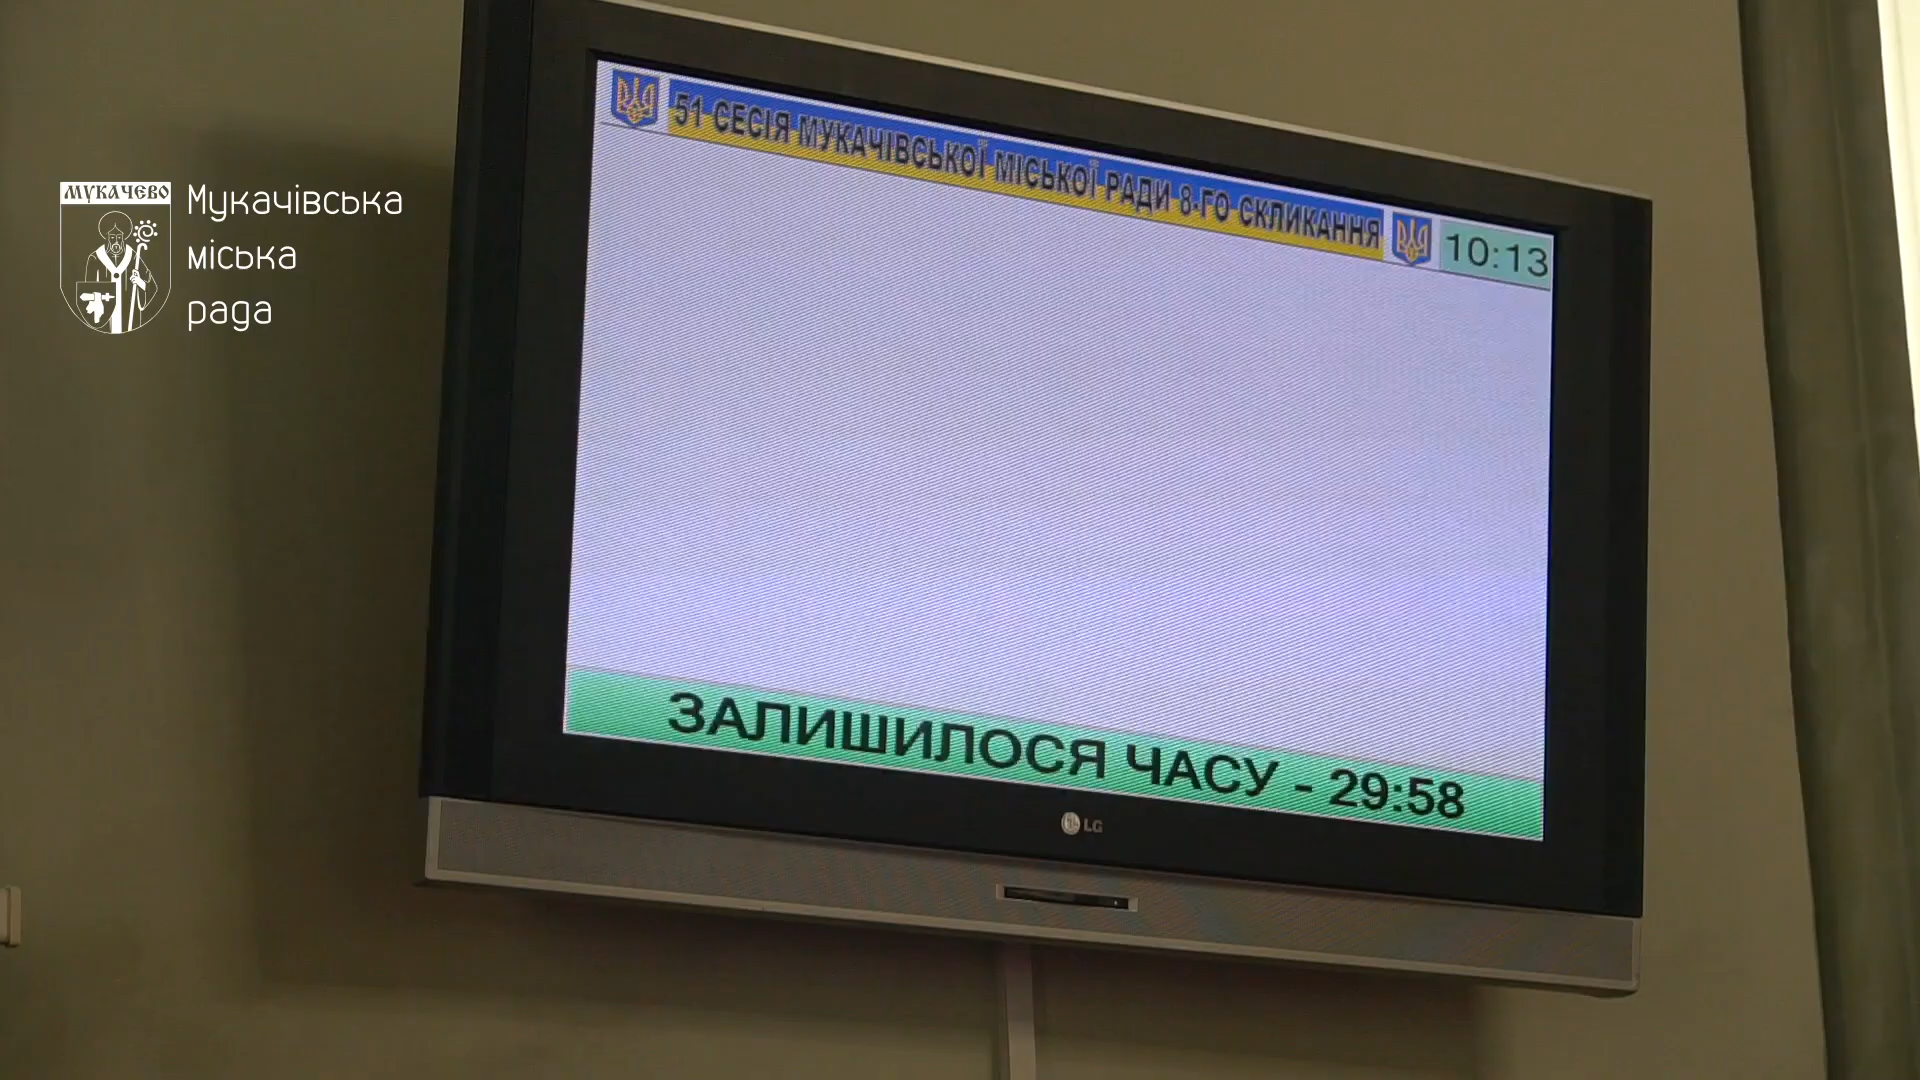 МУКАЧЕВО
Мукачівська
міська
рада
51 СЕСІЯ МУКАЧІВСЬКОЇ МІСЬКОЇ РАДИ 8-ГО СКЛИКАННЯ
10:13
ЗАЛИШИЛОСЯ ЧАСУ - 29:58
LG